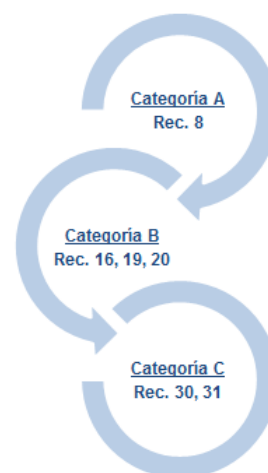 Categoría A
Rec. 8
Categoría B
Rec. 16, 19, 20
Categoría C
Rec. 30, 31